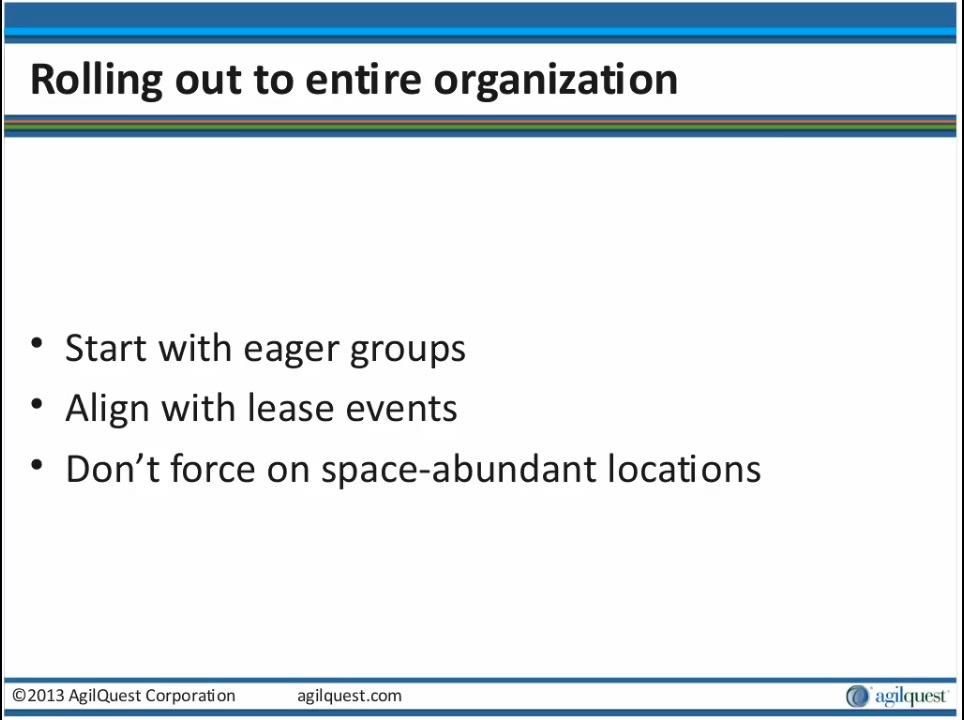 Rolling out to entire organization
• Start with eager groups
• Align with lease events
• Don’t force on space-abundant locations
©2013 AgilQuest Corporation agilquest.com agilquest